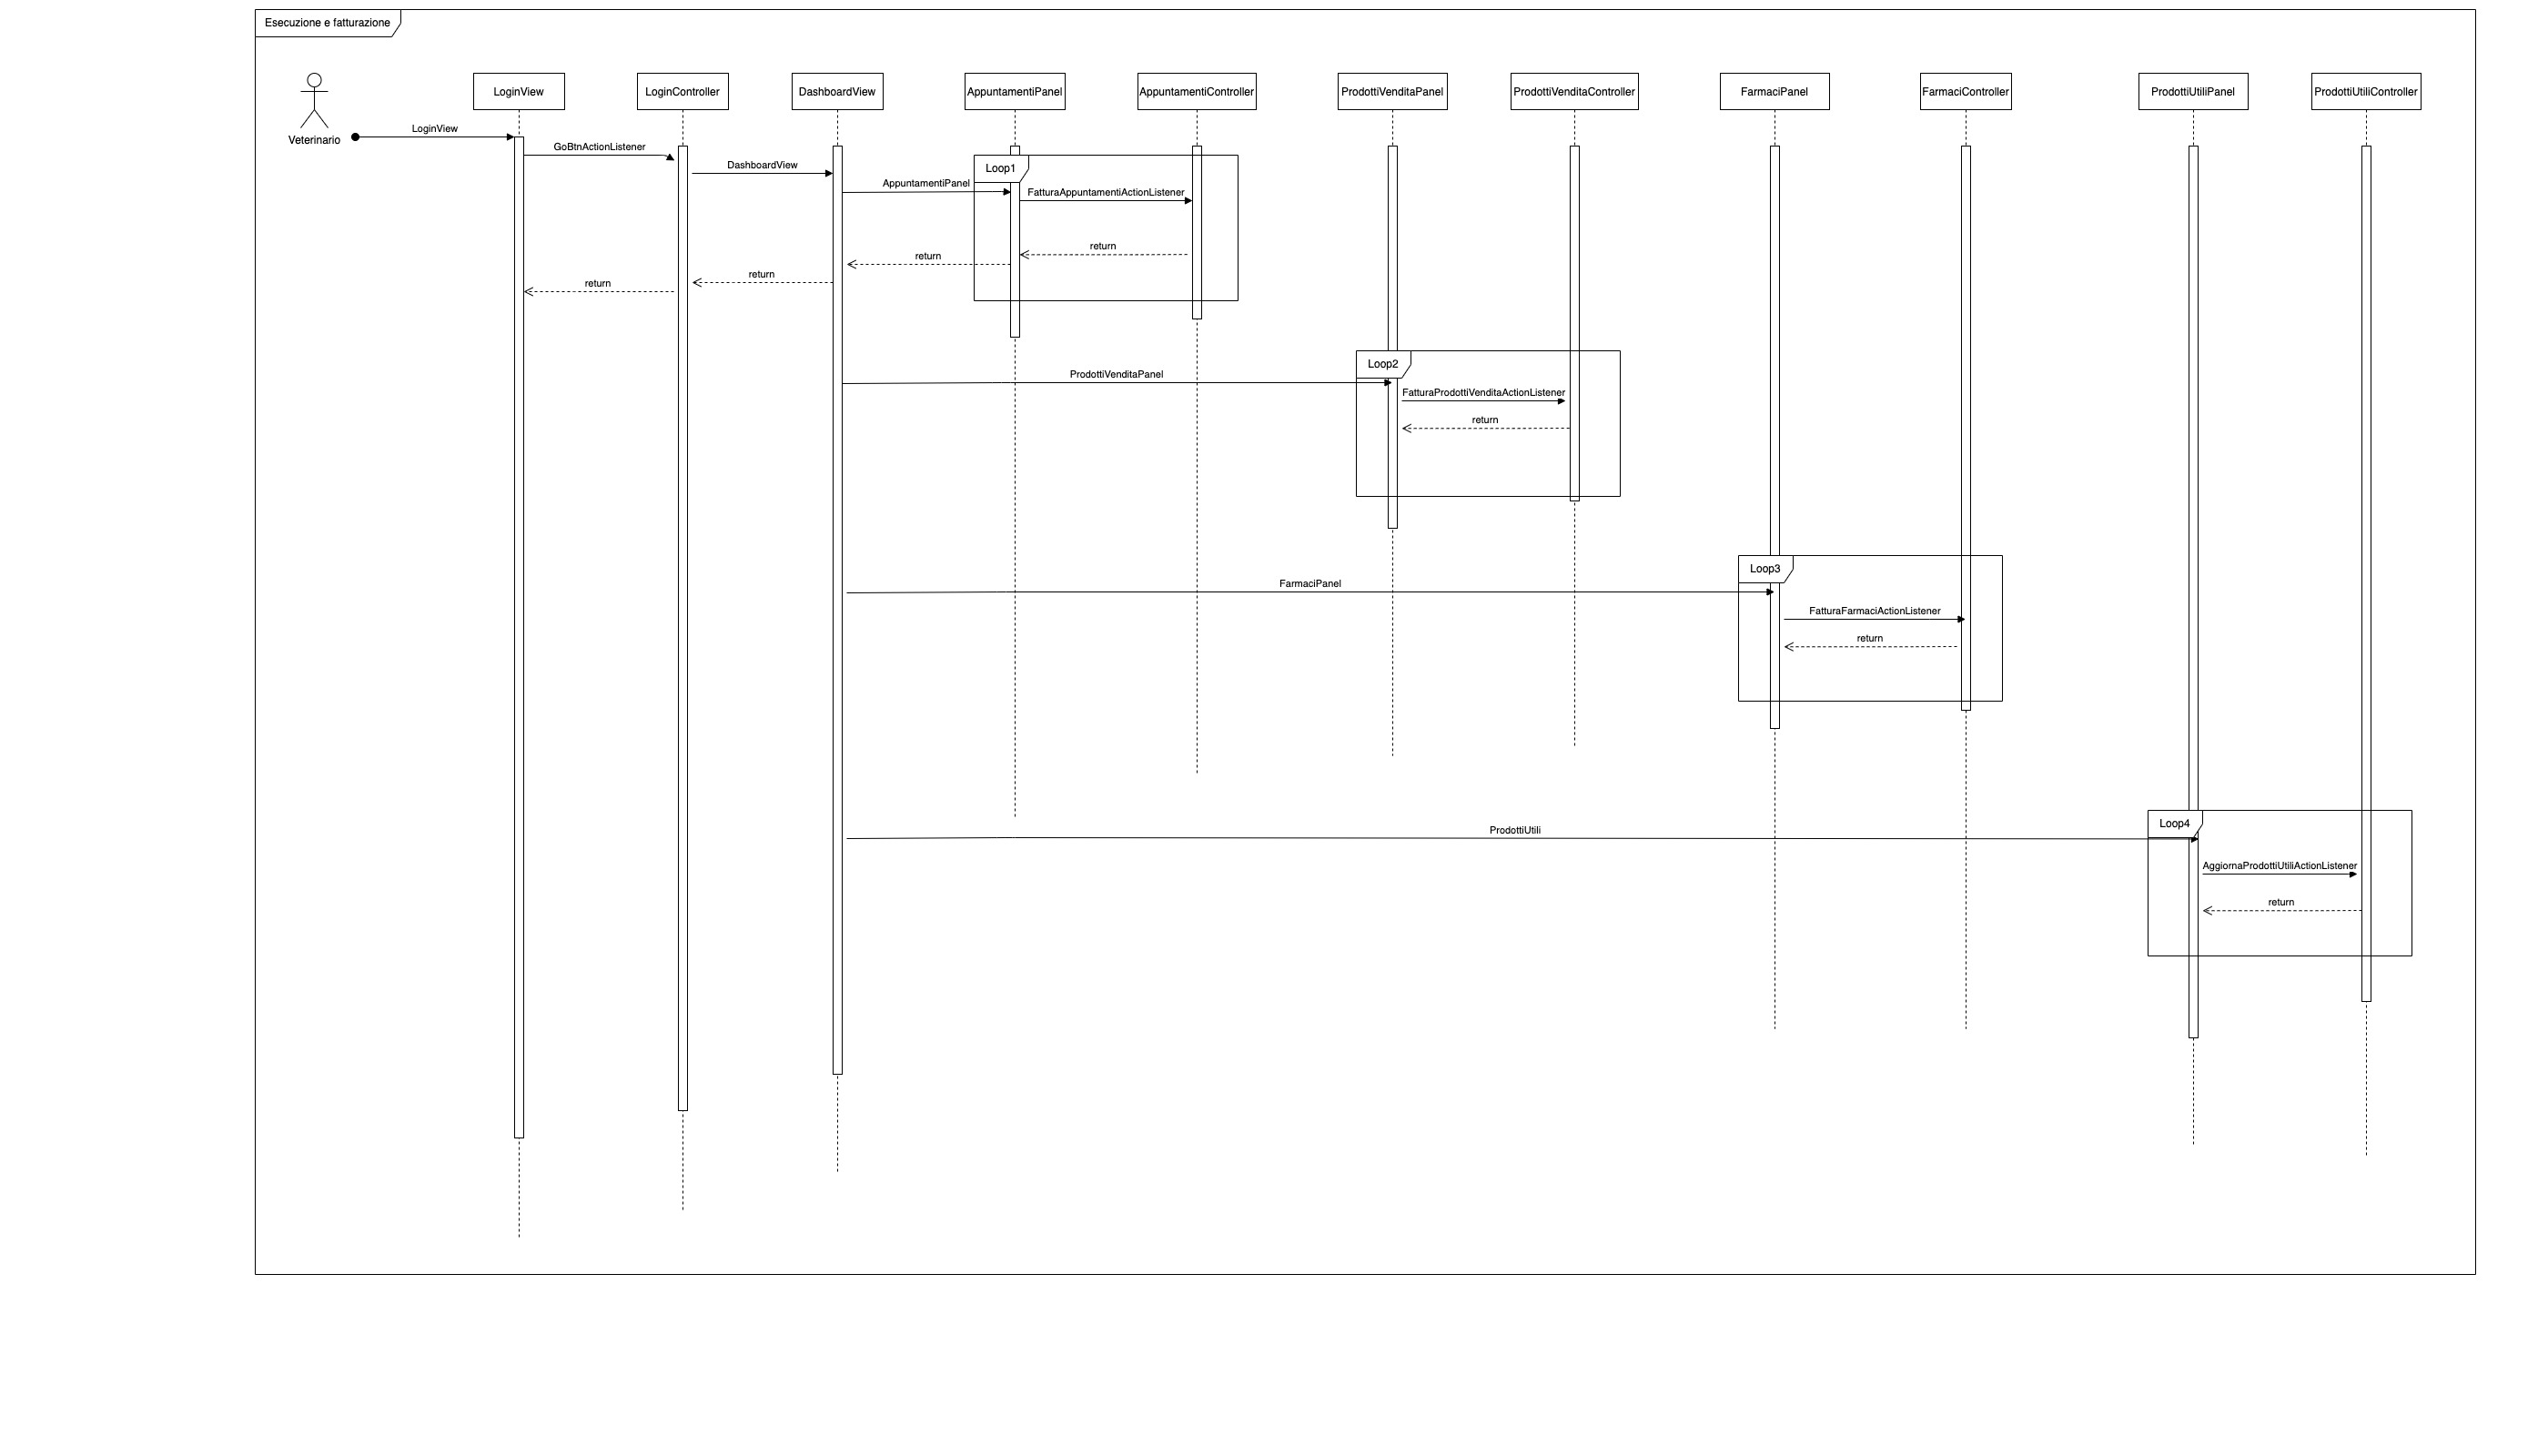 Esecuzione e fatturazione
Veterinario
LoginView
LoginController
DashboardView
AppuntamentiPanel
AppuntamentiController
ProdottiVenditaPanel
ProdottiVenditaController
FarmaciPanel
FarmaciController
ProdottiUtiliPanel
ProdottiUtiliController
LoginView
GoBtnActionListener
DashboardView
Loop1
AppuntamentiPanel
FatturaAppuntamentiActionListener
return
return
return
return
Loop2
ProdottiVenditaPanel
FatturaProdottiVenditaActionListener
return
Loop3
FarmaciPanel
FatturaFarmaciActionListener
return
Loop4
ProdottiUtili
AggiornaProdottiUtiliActionListener
return